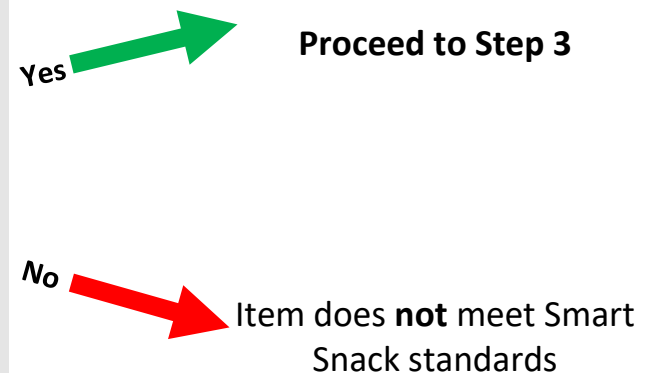 Yes
Proceed to Step 3
No
Item does not meet Smart
Snack standards